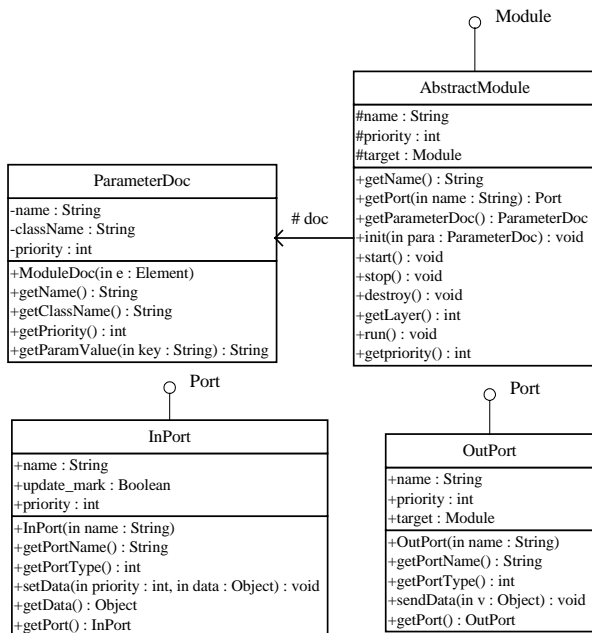 Module
AbstractModule
#name : String
#priority : int
#target : Module
+getName() : String
+getPort(in name : String) : Port
+getParameterDoc() : ParameterDoc
+init(in para : ParameterDoc) : void
+start() : void
+stop() : void
+destroy() : void
+getLayer() : int
+run() : void
+getpriority() : int
# doc
ParameterDoc
-name : String
-className : String
-priority : int
+ModuleDoc(in e : Element)
+getName() : String
+getClassName() : String
+getPriority() : int
+getParamValue(in key : String) : String
Port
InPort
+name : String
+update_mark : Boolean
+priority : int
+InPort(in name : String)
+getPortName() : String
+getPortType() : int
+setData(in priority : int, in data : Object) : void
+getData() : Object
+getPort() : InPort
Port
OutPort
+name : String
+priority : int
+target : Module
+OutPort(in name : String)
+getPortName() : String
+getPortType() : int
+sendData(in v : Object) : void
+getPort() : OutPort